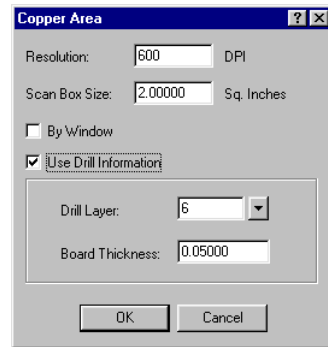 Copper Area
Resolution: 600 DPI
Scan Box Size: 2.00000 Sq. Inches
By Window
Use Drill Information
Drill Layer: 6
Board Thickness: 0.05000
OK Cancel